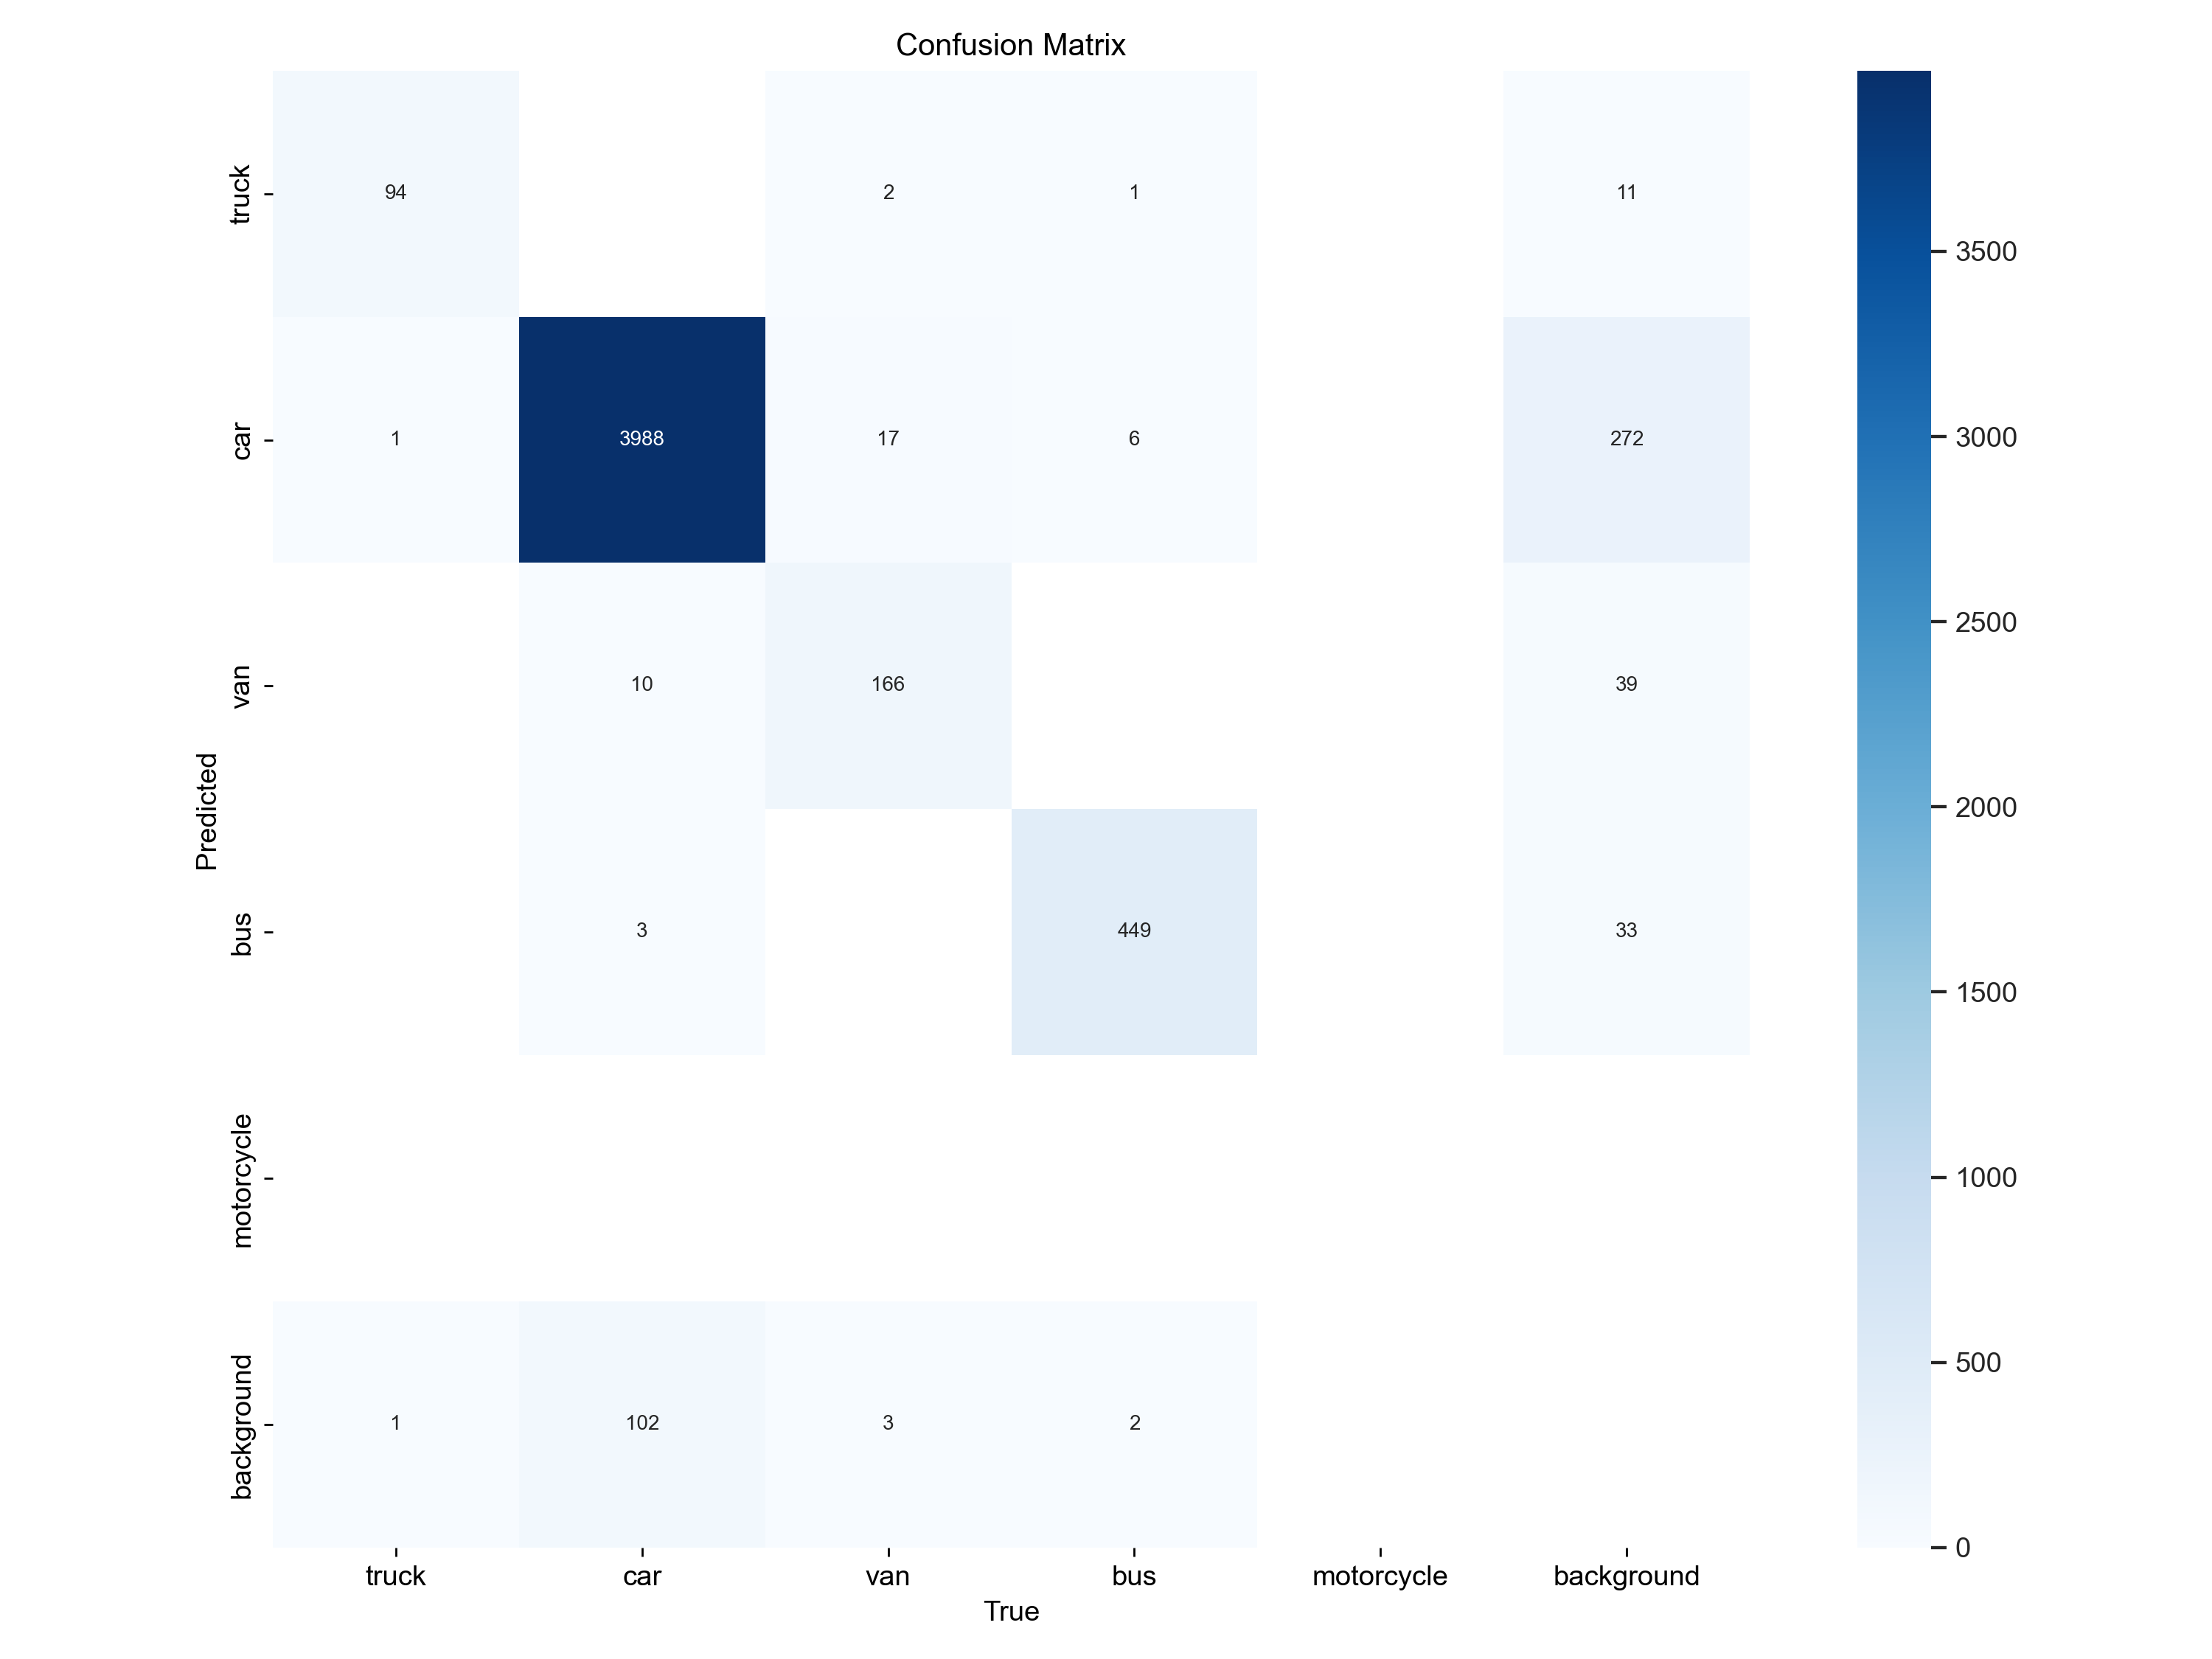 Confusion Matrix
truck
94
2
1
11
car
1
3988
17
6
272
van
10
166
39
bus
3
449
33
motorcycle
background
1
102
3
2
Predicted
truck
car
van
bus
motorcycle
background
True
3500
3000
2500
2000
1500
1000
500
0